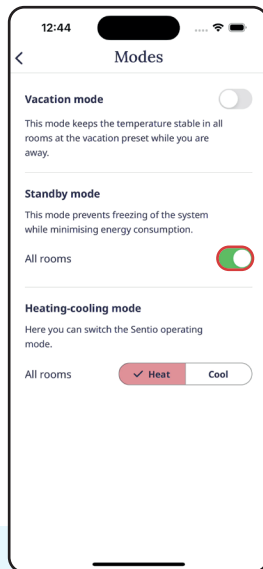 12:44
Modes
Vacation mode
This mode keeps the temperature stable in all
rooms at the vacation preset while you are
away.
Standby mode
This mode prevents freezing of the system
while minimising energy consumption.
All rooms
Heating-cooling mode
Here you can switch the Sentio operating
mode.
All rooms Heat Cool